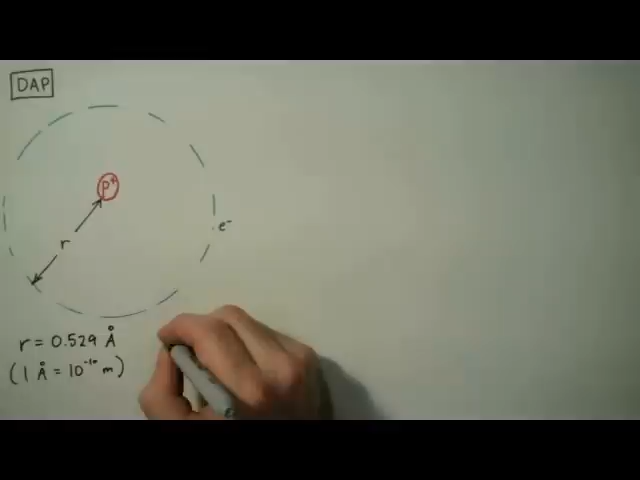 DAP
p⁺
r
e⁻
r = 0.529 Å
(1 Å = 10⁻¹⁰ m)